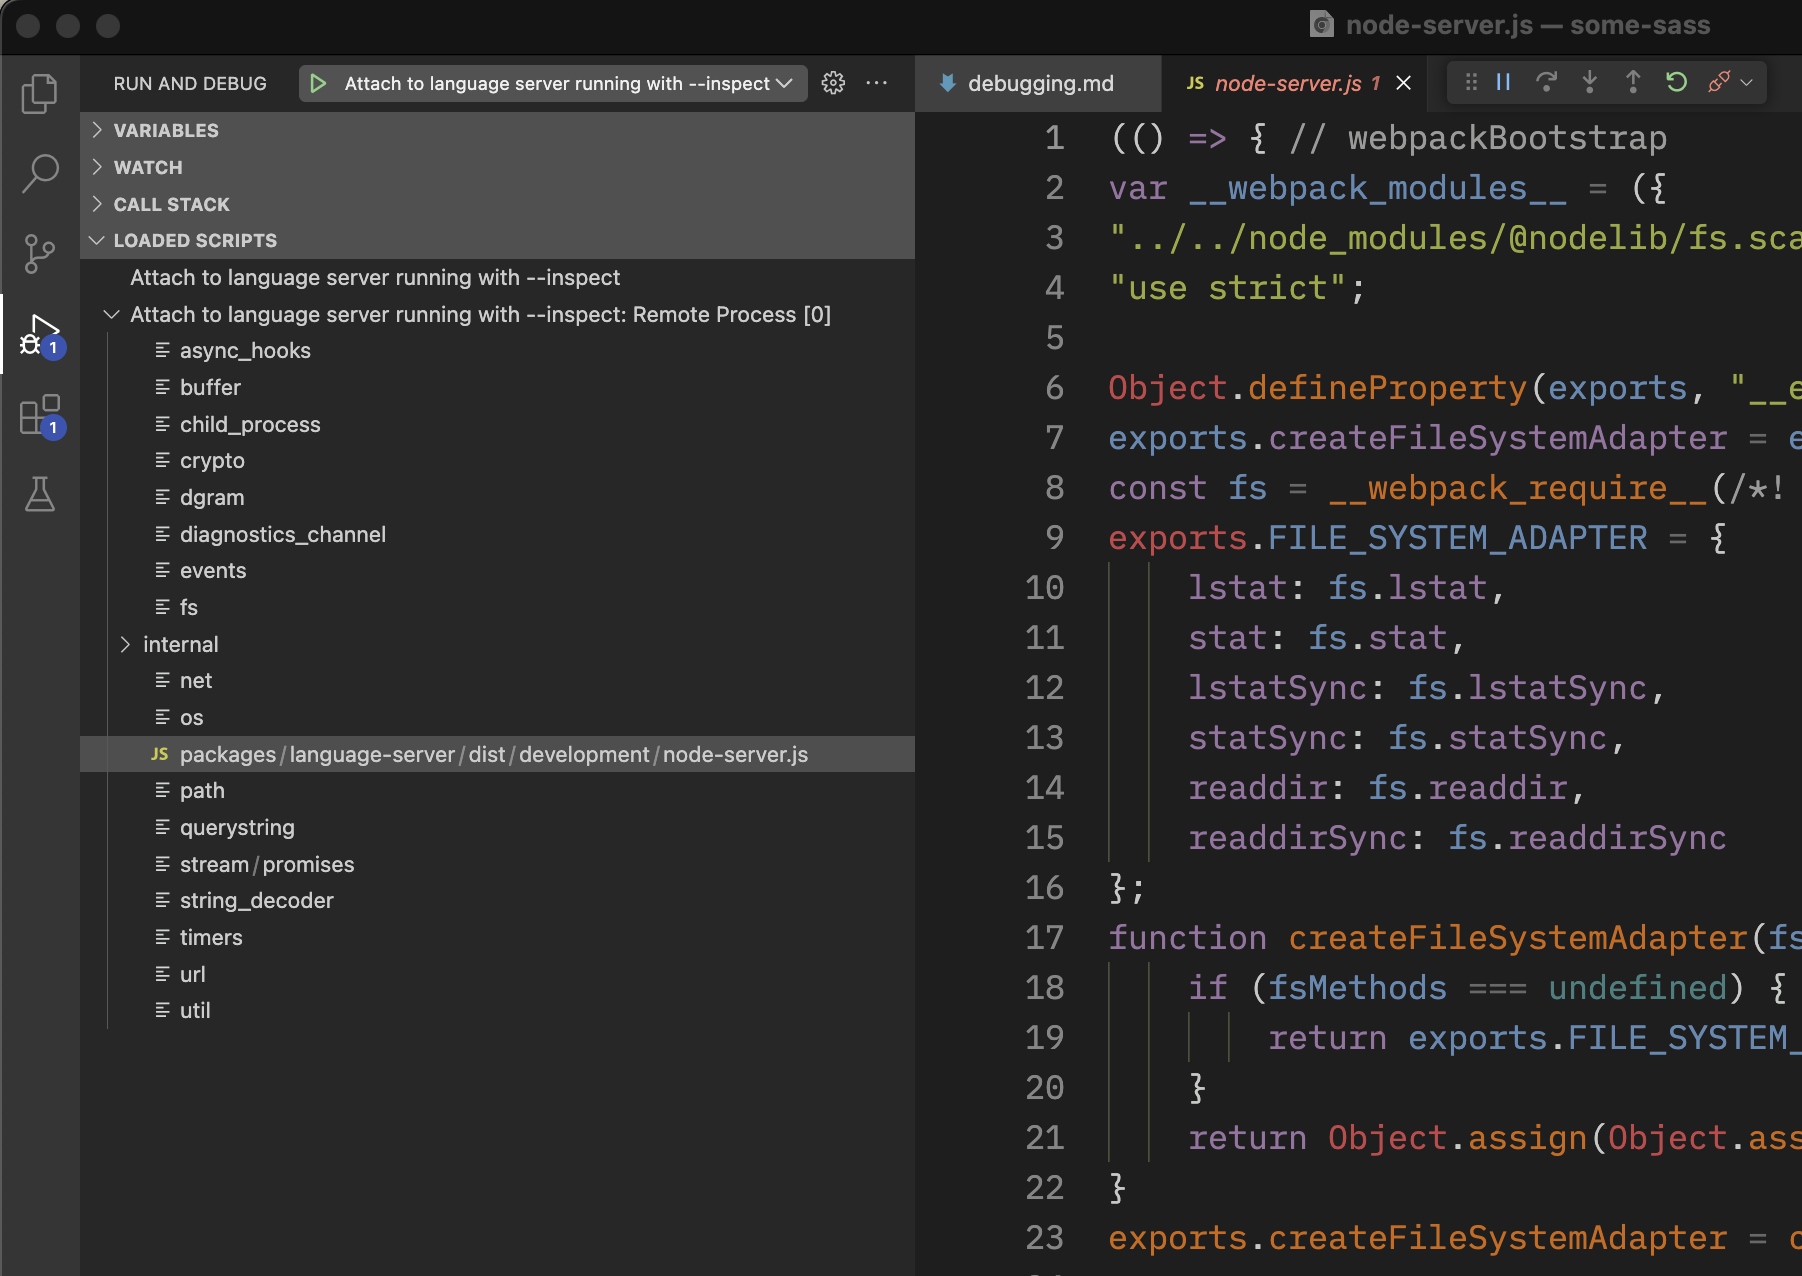 node-server.js — some-sass
RUN AND DEBUG
Attach to language server running with --inspect
debugging.md
JS node-server.js 1
VARIABLES
WATCH
CALL STACK
LOADED SCRIPTS
Attach to language server running with --inspect
Attach to language server running with --inspect: Remote Process [0]
async_hooks
buffer
child_process
crypto
dgram
diagnostics_channel
events
fs
internal
net
os
JS packages/language-server/dist/development/node-server.js
path
querystring
stream/promises
string_decoder
timers
url
util
1
1
1 (() => { // webpackBootstrap
2 var __webpack_modules__ = ({
3 "../../node_modules/@nodelib/fs.sca
4 "use strict";
5
6 Object.defineProperty(exports, "__e
7 exports.createFileSystemAdapter = e
8 const fs = __webpack_require__(/*!
9 exports.FILE_SYSTEM_ADAPTER = {
10 lstat: fs.lstat,
11 stat: fs.stat,
12 lstatSync: fs.lstatSync,
13 statSync: fs.statSync,
14 readdir: fs.readdir,
15 readdirSync: fs.readdirSync
16 };
17 function createFileSystemAdapter(fs
18 if (fsMethods === undefined) {
19 return exports.FILE_SYSTEM_
20 }
21 return Object.assign(Object.ass
22 }
23 exports.createFileSystemAdapter = c